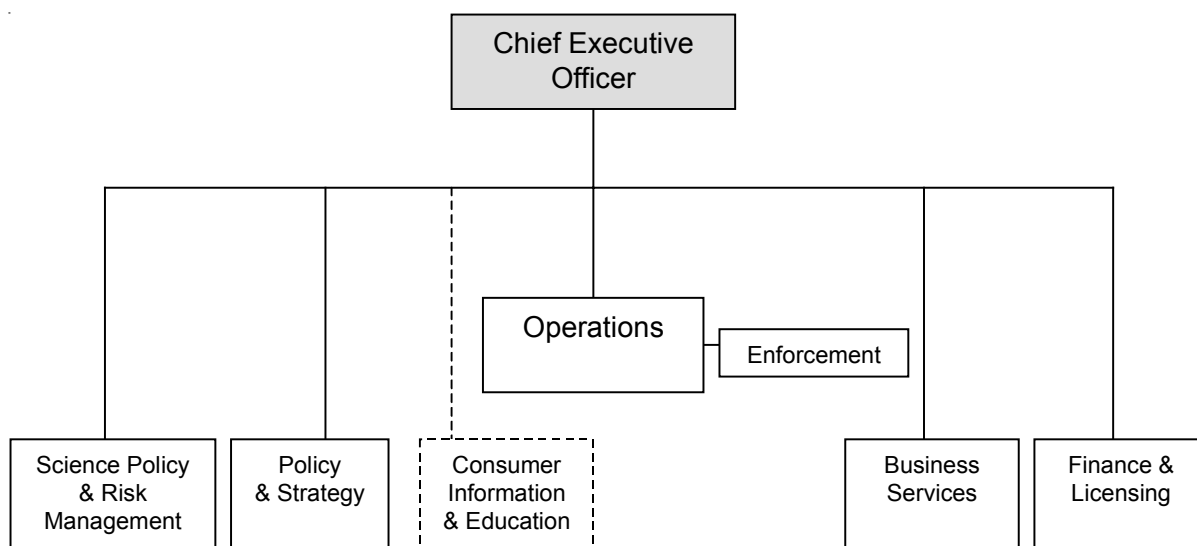 Chief Executive
Officer
Operations
Enforcement
Science Policy
& Risk
Management
Policy
& Strategy
Consumer
Information
& Education
Business
Services
Finance &
Licensing